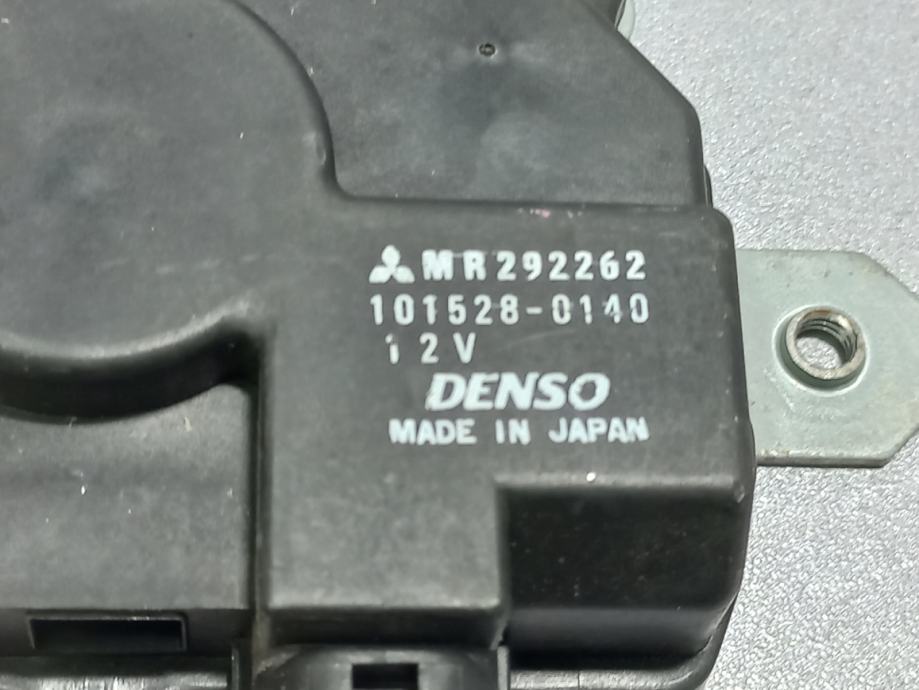 MR292262
101528-0140
12V
DENSO
MADE IN JAPAN